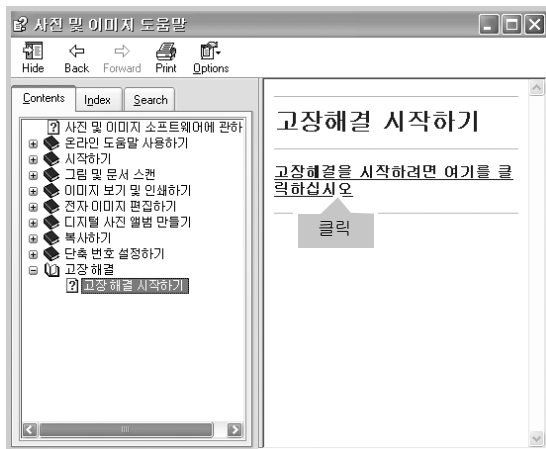 사진 및 이미지 도움말
Hide Back Forward Print Options
Contents Index Search
사진 및 이미지 소프트웨어에 관하
온라인 도움말 사용하기
시작하기
그림 및 문서 스캔
이미지 보기 및 인쇄하기
전자 이미지 편집하기
디지털 사진 앨범 만들기
복사하기
단축 번호 설정하기
고장 해결
고장 해결 시작하기
고장해결 시작하기
고장해결을 시작하려면 여기를 클
릭하십시오
클릭